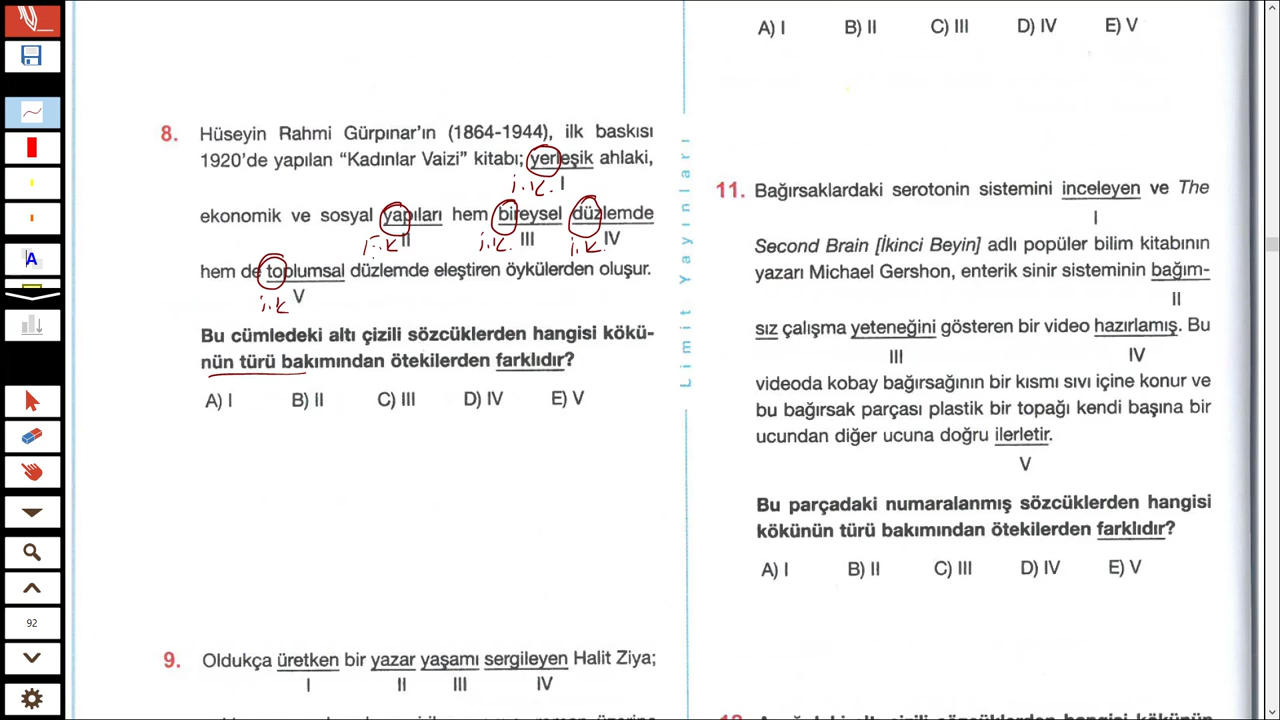 8. Hüseyin Rahmi Gürpınar'ın (1864-1944), ilk baskısı
1920'de yapılan “Kadınlar Vaizi” kitabı; yerleşik ahlaki,
i.k. I
ekonomik ve sosyal yapıları hem bireysel düzlemde
f.k II i.k. III i.k. IV
hem de toplumsal düzlemde eleştiren öykülerden oluşur.
i.k V
Bu cümledeki altı çizili sözcüklerden hangisi kökü-
nün türü bakımından ötekilerden farklıdır?
A) I B) II C) III D) IV E) V
9. Oldukça üretken bir yazar yaşamı sergileyen Halit Ziya;
I II III IV
Limit Yayınları
A) I B) II C) III D) IV E) V
11. Bağırsaklardaki serotonin sistemini inceleyen ve The
I
Second Brain [İkinci Beyin] adlı popüler bilim kitabının
yazarı Michael Gershon, enterik sinir sisteminin bağım-
II
sız çalışma yeteneğini gösteren bir video hazırlamış. Bu
III IV
videoda kobay bağırsağının bir kısmı sıvı içine konur ve
bu bağırsak parçası plastik bir topağı kendi başına bir
ucundan diğer ucuna doğru ilerletir.
V
Bu parçadaki numaralanmış sözcüklerden hangisi
kökünün türü bakımından ötekilerden farklıdır?
A) I B) II C) III D) IV E) V
A
92